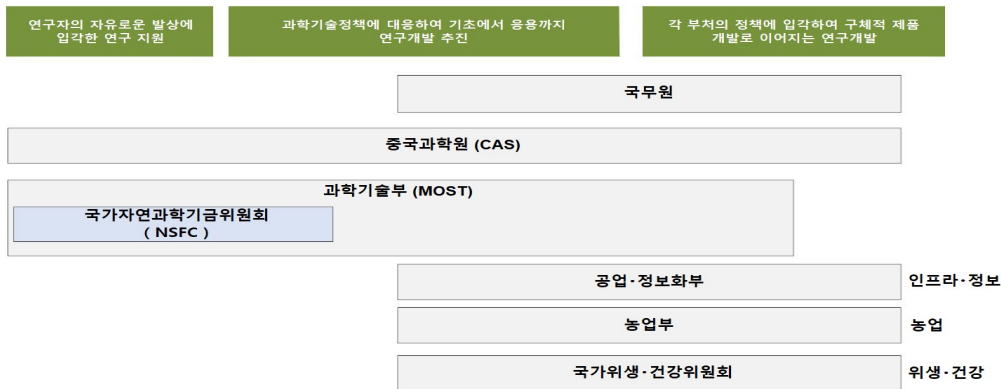 연구자의 자유로운 발상에
입각한 연구 지원
과학기술정책에 대응하여 기초에서 응용까지
연구개발 추진
각 부처의 정책에 입각하여 구체적 제품
개발로 이어지는 연구개발
국무원
중국과학원 (CAS)
과학기술부 (MOST)
국가자연과학기금위원회
( NSFC )
공업·정보화부
인프라·정보
농업부
농업
국가위생·건강위원회
위생·건강